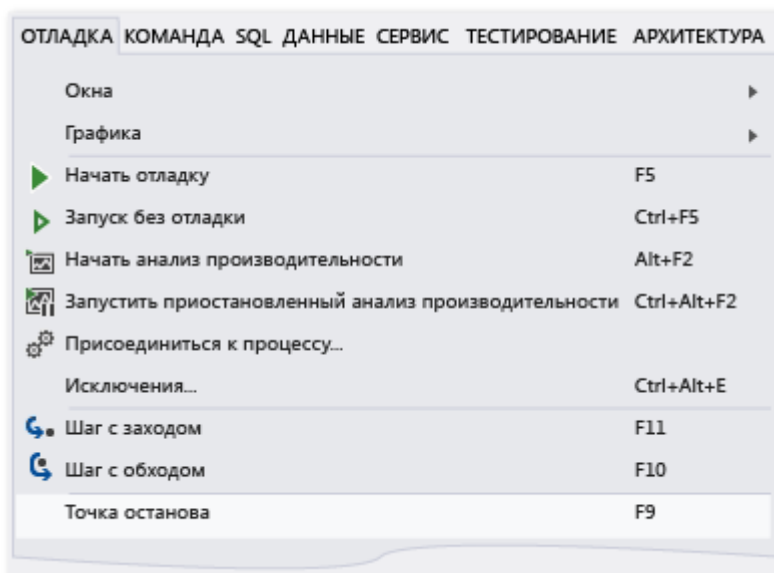 ОТЛАДКА КОМАНДА SQL ДАННЫЕ СЕРВИС ТЕСТИРОВАНИЕ АРХИТЕКТУРА
Окна
Графика
Начать отладку F5
Запуск без отладки Ctrl+F5
Начать анализ производительности Alt+F2
Запустить приостановленный анализ производительности Ctrl+Alt+F2
Присоединиться к процессу...
Исключения... Ctrl+Alt+E
Шаг с заходом F11
Шаг с обходом F10
Точка останова F9